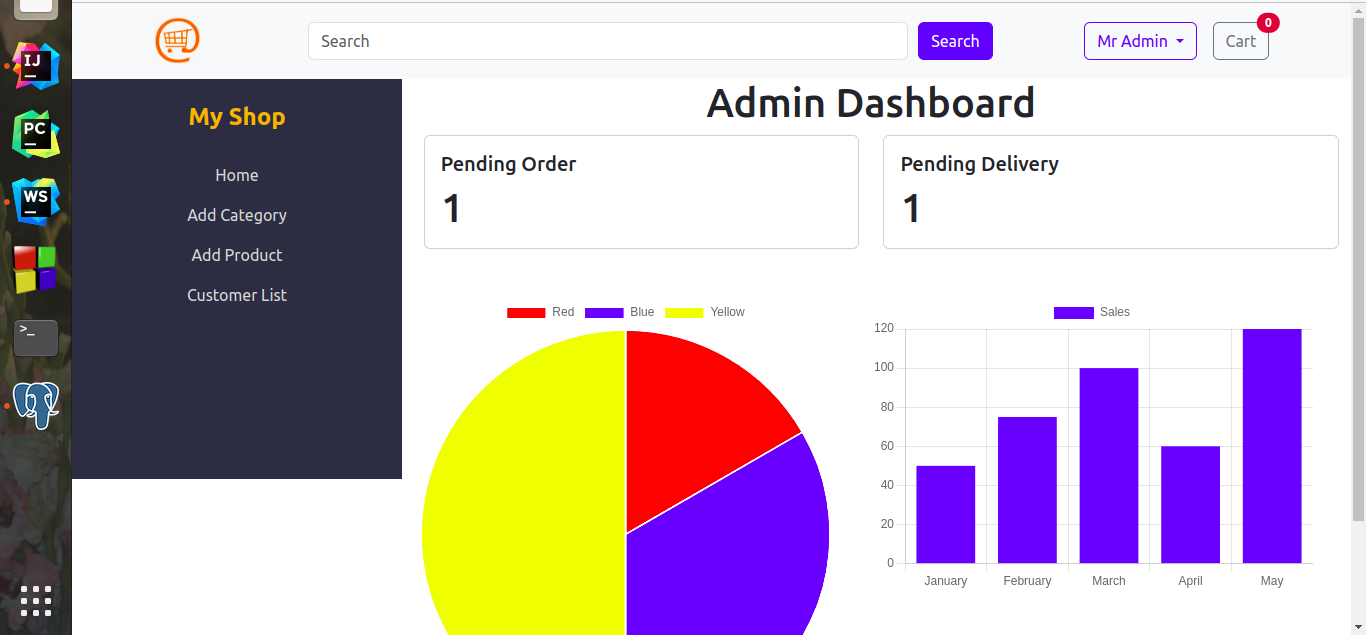 IJ
PC
WS
>_
Search
Search
Mr Admin
Cart
0
My Shop
Home
Add Category
Add Product
Customer List
Admin Dashboard
Pending Order
1
Pending Delivery
1
Red Blue Yellow
Sales
120
100
80
60
40
20
0
January February March April May